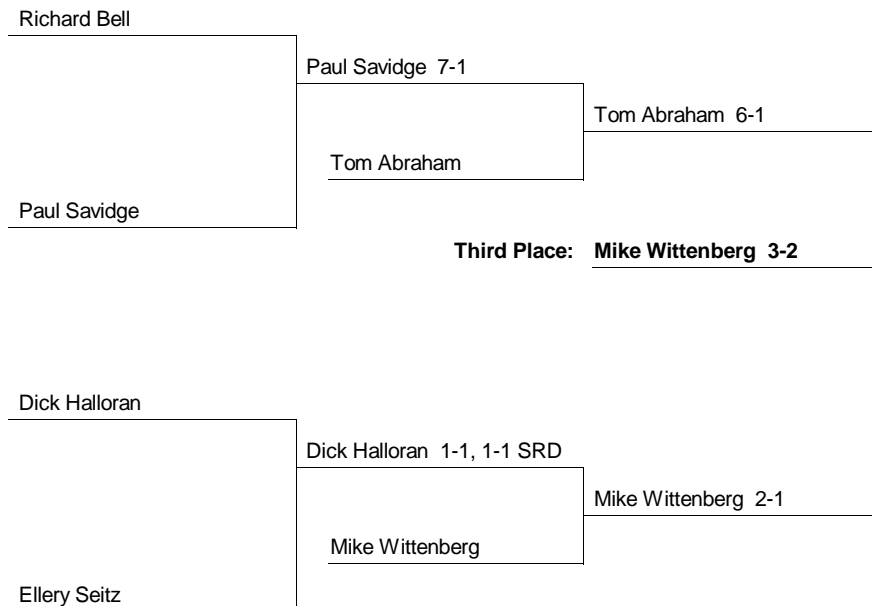 Richard Bell
Paul Savidge 7-1
Tom Abraham 6-1
Tom Abraham
Paul Savidge
Third Place: Mike Wittenberg 3-2
Dick Halloran
Dick Halloran 1-1, 1-1 SRD
Mike Wittenberg 2-1
Mike Wittenberg
Ellery Seitz